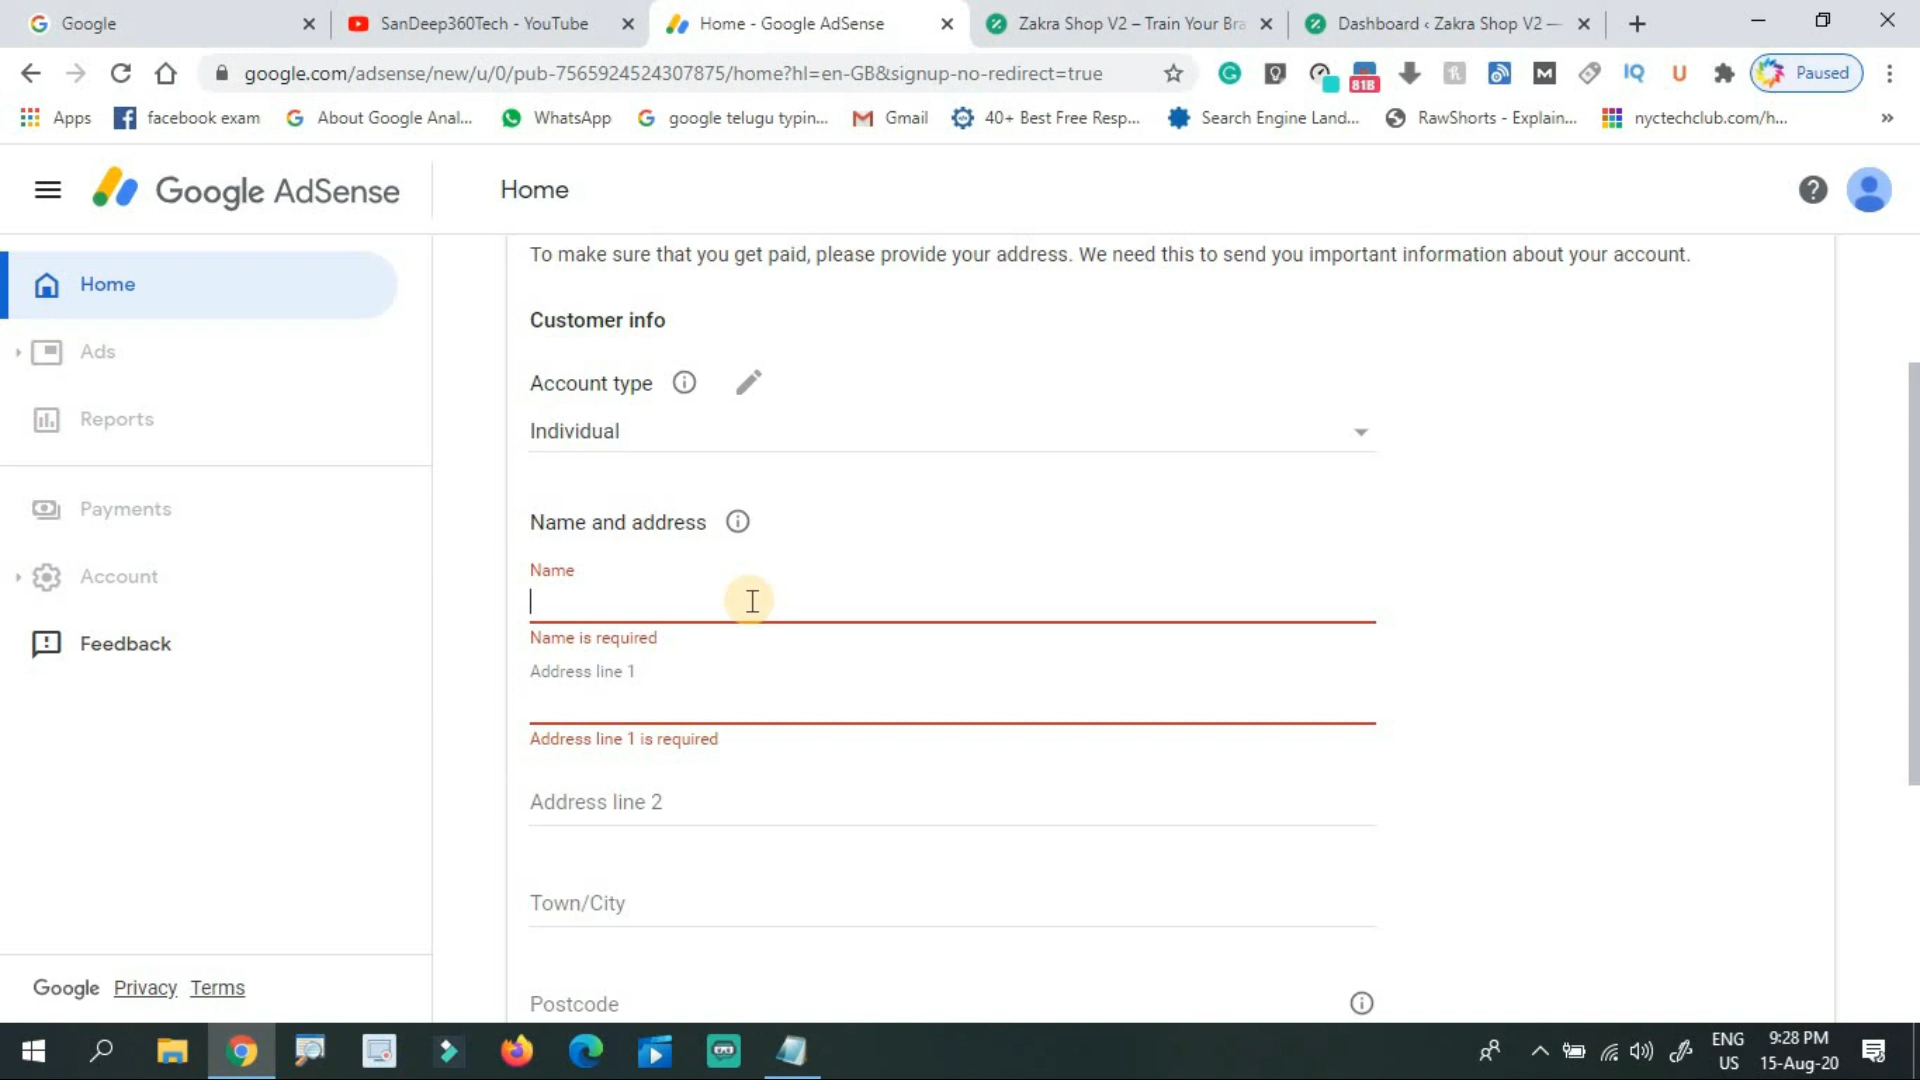 Google
SanDeep360Tech - YouTube
Home - Google AdSense
Zakra Shop V2 – Train Your Bra
Dashboard ‹ Zakra Shop V2 —
google.com/adsense/new/u/0/pub-7565924524307875/home?hl=en-GB&signup-no-redirect=true
81B
M
IQ
U
Paused
Apps
facebook exam
About Google Anal...
WhatsApp
google telugu typin...
Gmail
40+ Best Free Resp...
Search Engine Land...
RawShorts - Explain...
nyctechclub.com/h...
»
Google AdSense
Home
Home
Ads
Reports
Payments
Account
Feedback
Google Privacy Terms
To make sure that you get paid, please provide your address. We need this to send you important information about your account.
Customer info
Account type
Individual
Name and address
Name
Name is required
Address line 1
Address line 1 is required
Address line 2
Town/City
Postcode
ENG
US
9:28 PM
15-Aug-20